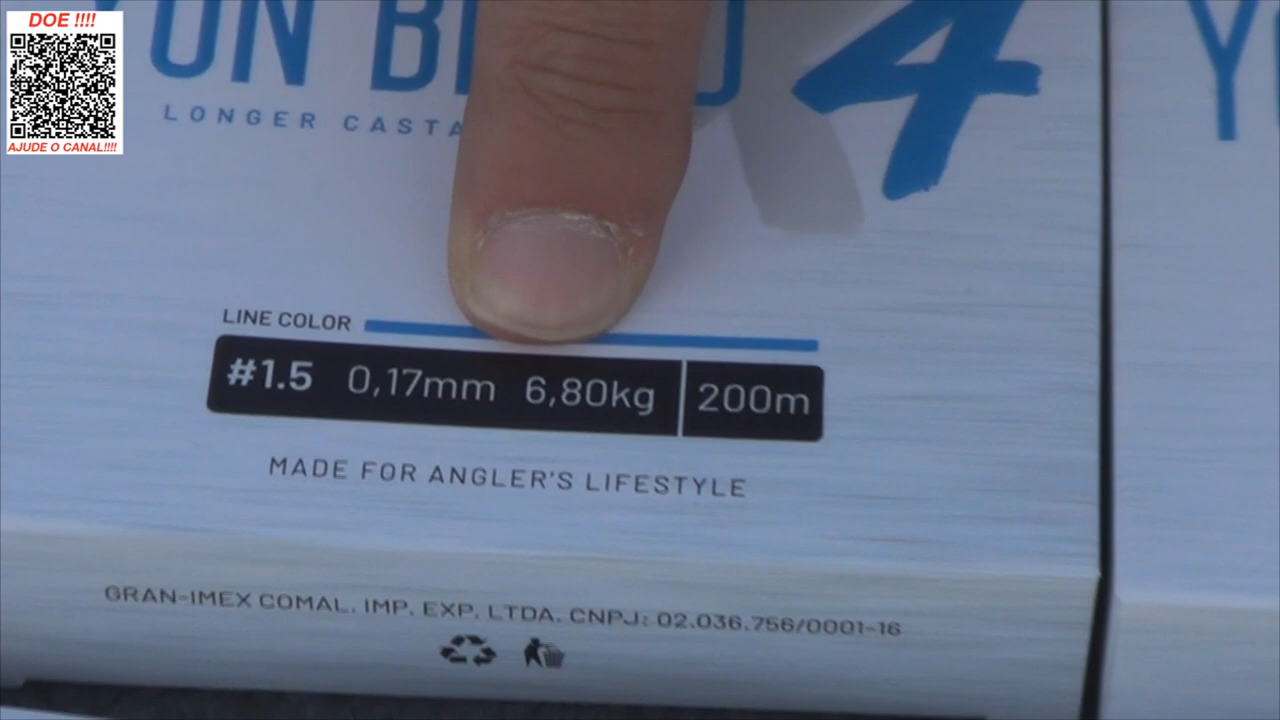 DOE !!!!
AJUDE O CANAL!!!!
4
LONGER
LINE COLOR
#1.5 0,17mm 6,80kg 200m
MADE FOR ANGLER'S LIFESTYLE
GRAN-IMEX COMAL. IMP. EXP. LTDA. CNPJ: 02.036.756/0001-16